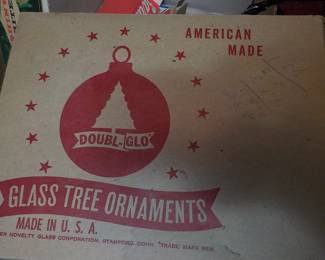 AMERICAN
MADE
DOUBL-GLO
GLASS TREE ORNAMENTS
MADE IN U. S. A.
NOVELTY GLASS CORPORATION, STAMFORD, CONN. *TRADE MARK REG.